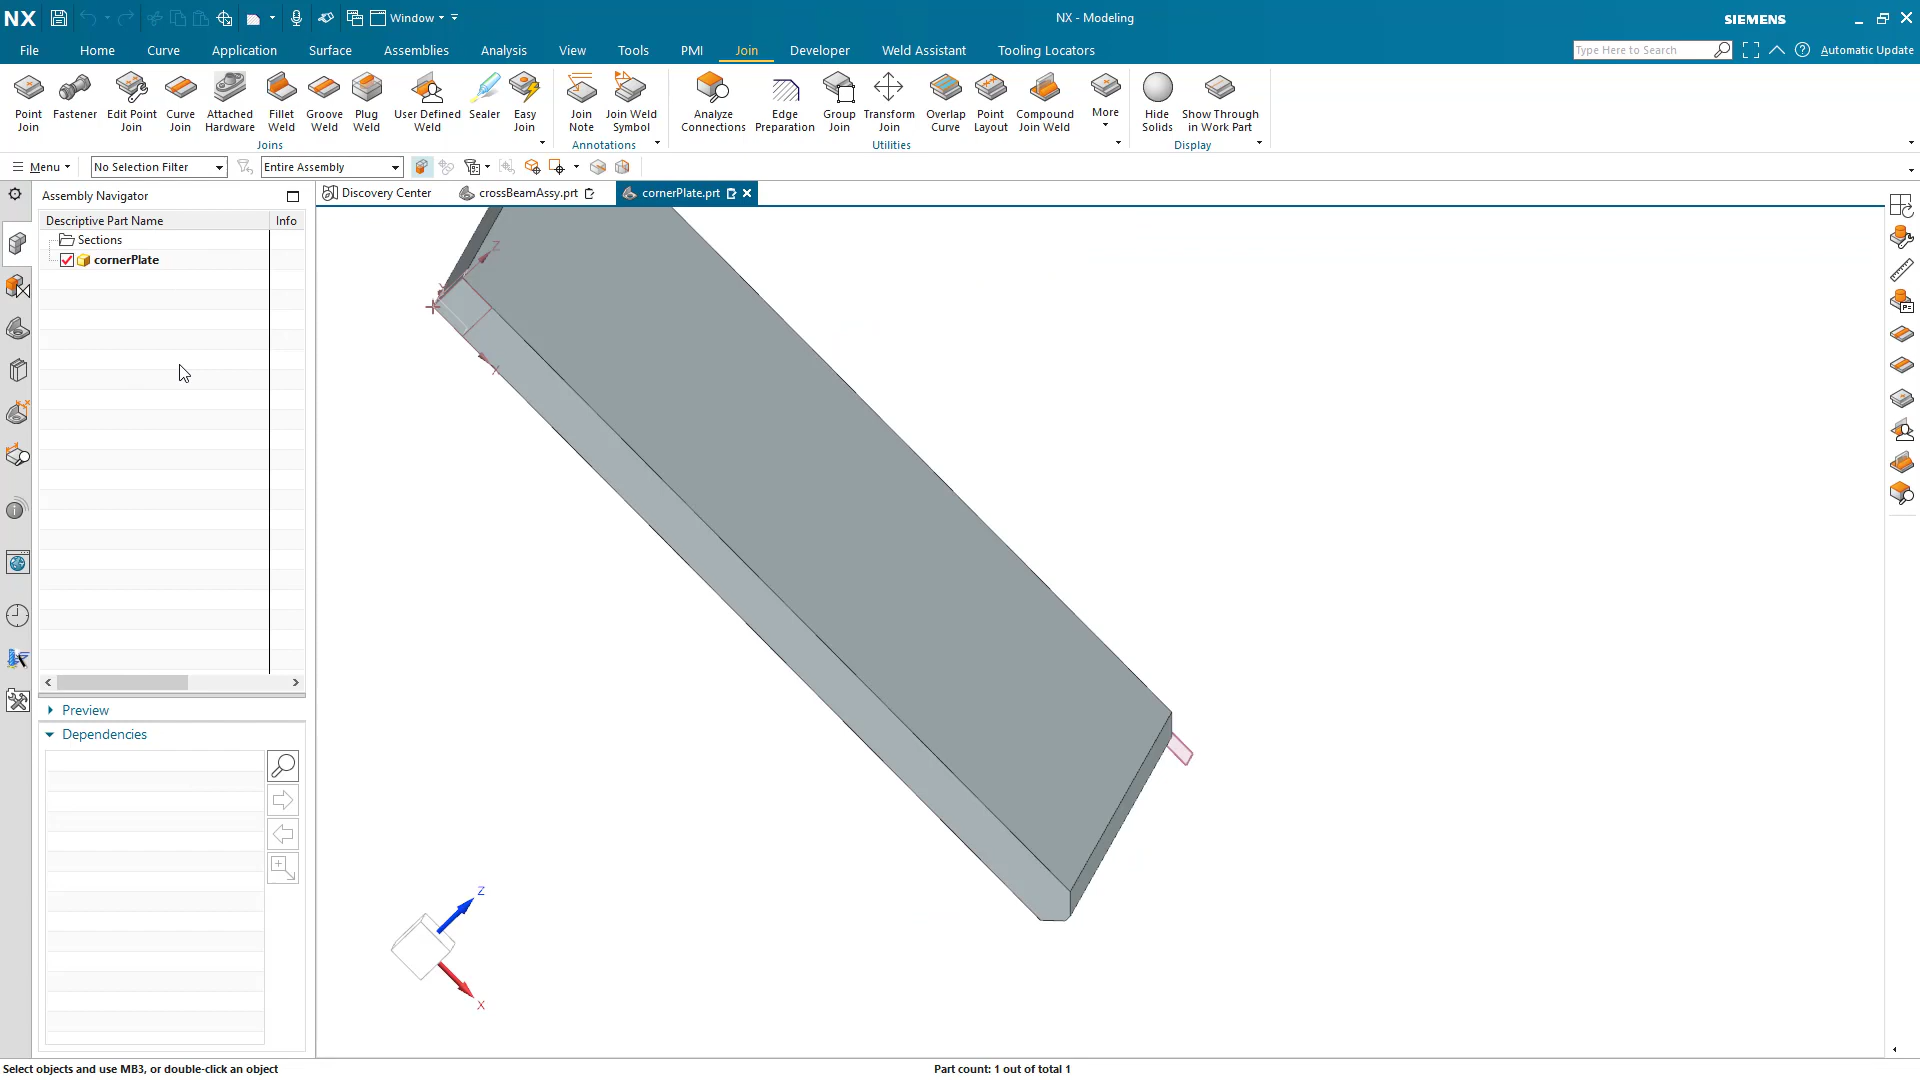 NX
Window
NX - Modeling
SIEMENS
File
Home
Curve
Application
Surface
Assemblies
Analysis
View
Tools
PMI
Join
Developer
Weld Assistant
Tooling Locators
Type Here to Search
Automatic Update
Point Join
Fastener
Edit Point Join
Curve Join
Attached Hardware
Fillet Weld
Groove Weld
Plug Weld
User Defined Weld
Sealer
Easy Join
Join Note
Join Weld Symbol
Analyze Connections
Edge Preparation
Group Join
Transform Join
Overlap Curve
Point Layout
Compound Join Weld
More
Hide Solids
Show Through in Work Part
Joins
Annotations
Utilities
Display
Menu
No Selection Filter
Entire Assembly
Assembly Navigator
Discovery Center
crossBeamAssy.prt
cornerPlate.prt
Descriptive Part Name
Info
Sections
cornerPlate
Z
X
Preview
Dependencies
Z
X
Select objects and use MB3, or double-click an object
Part count: 1 out of total 1